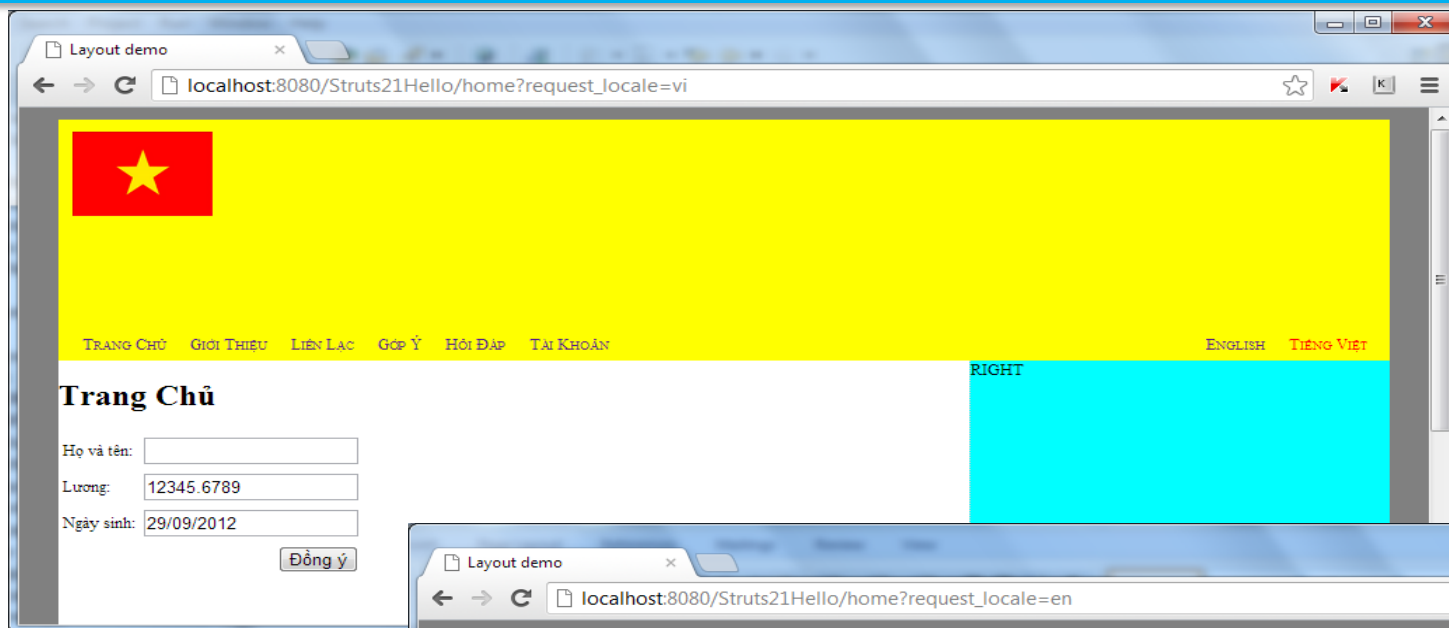 Layout demo
localhost:8080/Struts21Hello/home?request_locale=vi
Trang Chủ Giới Thiệu Liên Lạc Góp Ý Hỏi Đáp Tài Khoản English Tiếng Việt
RIGHT
Trang Chủ
Họ và tên:
Lương: 12345.6789
Ngày sinh: 29/09/2012
Đồng ý
Layout demo
localhost:8080/Struts21Hello/home?request_locale=en